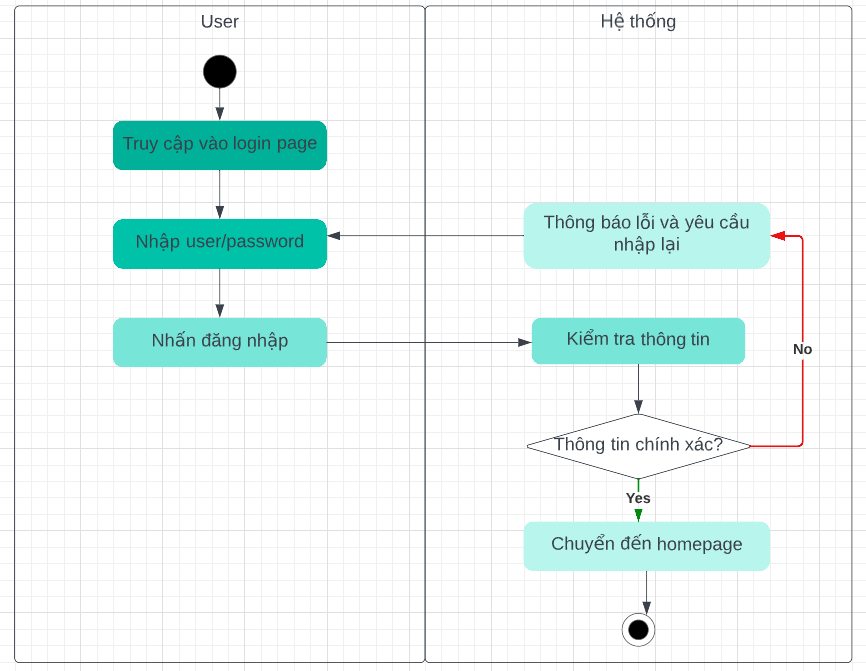 User
Hệ thống
Truy cập vào login page
Nhập user/password
Thông báo lỗi và yêu cầu
nhập lại
Nhấn đăng nhập
Kiểm tra thông tin
No
Thông tin chính xác?
Yes
Chuyển đến homepage